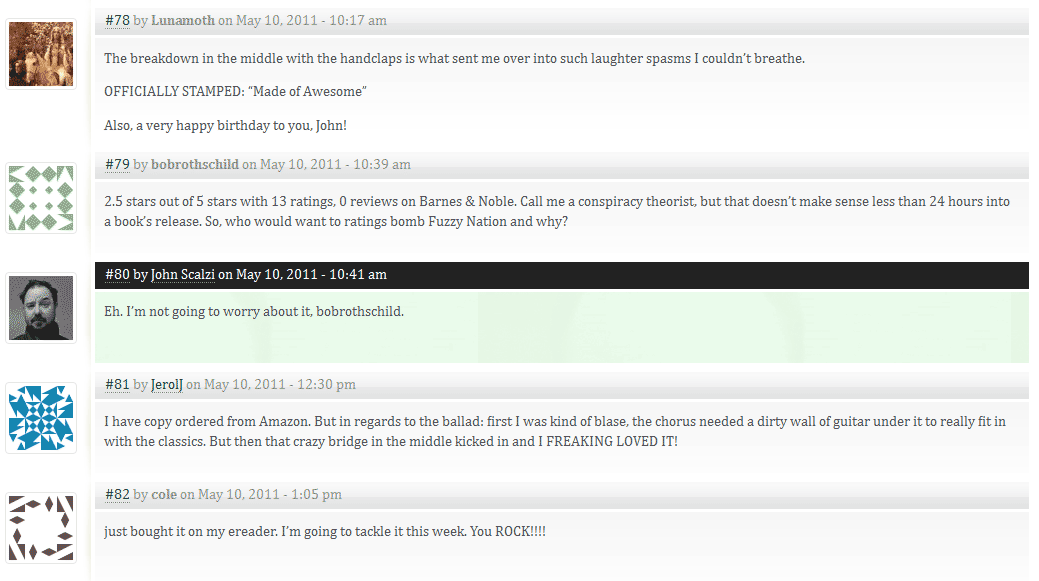 #78 by Lunamoth on May 10, 2011 - 10:17 am
The breakdown in the middle with the handclaps is what sent me over into such laughter spasms I couldn’t breathe.
OFFICIALLY STAMPED: “Made of Awesome”
Also, a very happy birthday to you, John!
#79 by bobrothschild on May 10, 2011 - 10:39 am
2.5 stars out of 5 stars with 13 ratings, 0 reviews on Barnes & Noble. Call me a conspiracy theorist, but that doesn’t make sense less than 24 hours into
a book’s release. So, who would want to ratings bomb Fuzzy Nation and why?
#80 by John Scalzi on May 10, 2011 - 10:41 am
Eh. I’m not going to worry about it, bobrothschild.
#81 by JerolJ on May 10, 2011 - 12:30 pm
I have copy ordered from Amazon. But in regards to the ballad: first I was kind of blase, the chorus needed a dirty wall of guitar under it to really fit in
with the classics. But then that crazy bridge in the middle kicked in and I FREAKING LOVED IT!
#82 by cole on May 10, 2011 - 1:05 pm
just bought it on my ereader. I’m going to tackle it this week. You ROCK!!!!